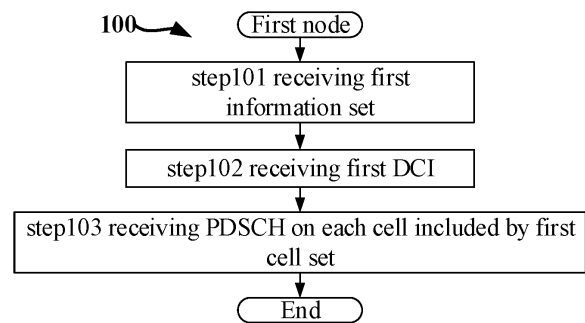 100
First node
step101 receiving first
information set
step102 receiving first DCI
step103 receiving PDSCH on each cell included by first
cell set
End